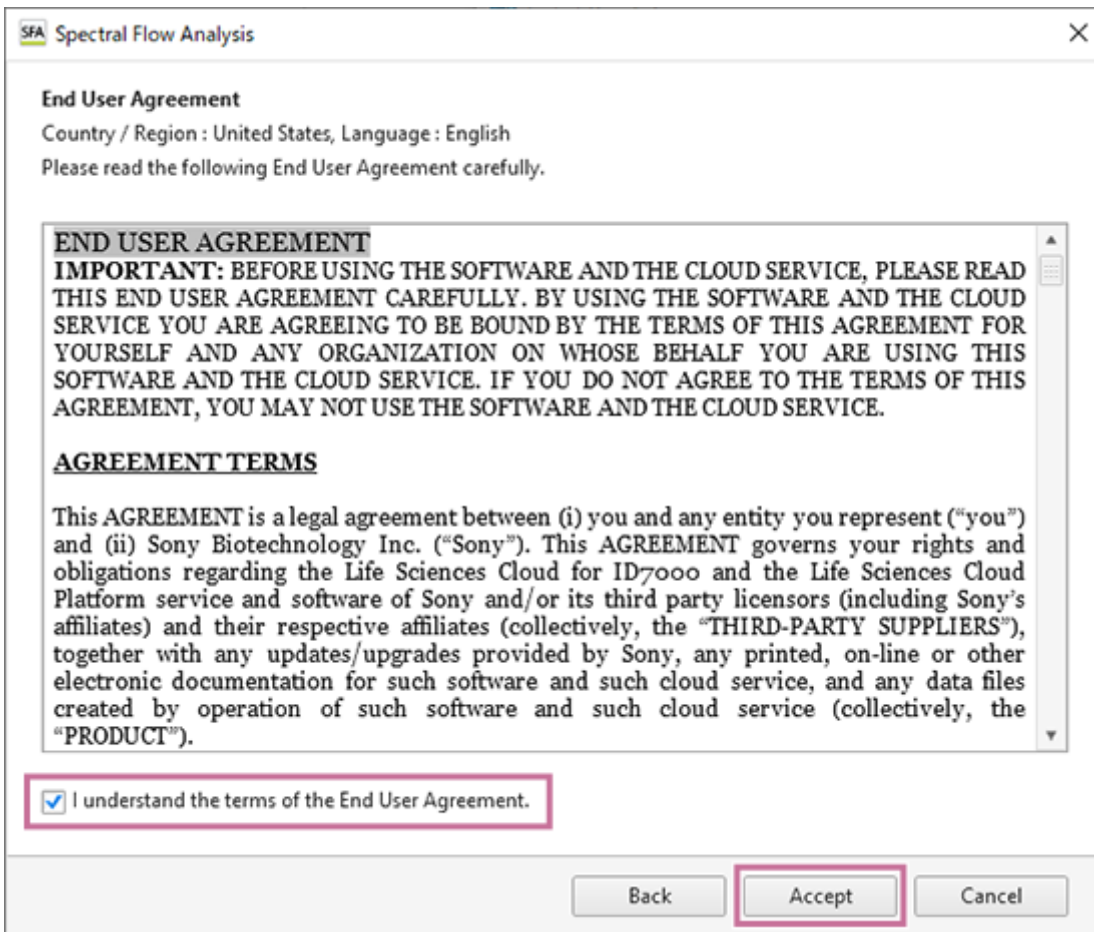 SFA Spectral Flow Analysis
End User Agreement
Country / Region : United States, Language : English
Please read the following End User Agreement carefully.
END USER AGREEMENT
IMPORTANT: BEFORE USING THE SOFTWARE AND THE CLOUD SERVICE, PLEASE READ
THIS END USER AGREEMENT CAREFULLY. BY USING THE SOFTWARE AND THE CLOUD
SERVICE YOU ARE AGREEING TO BE BOUND BY THE TERMS OF THIS AGREEMENT FOR
YOURSELF AND ANY ORGANIZATION ON WHOSE BEHALF YOU ARE USING THIS
SOFTWARE AND THE CLOUD SERVICE. IF YOU DO NOT AGREE TO THE TERMS OF THIS
AGREEMENT, YOU MAY NOT USE THE SOFTWARE AND THE CLOUD SERVICE.
AGREEMENT TERMS
This AGREEMENT is a legal agreement between (i) you and any entity you represent (“you”)
and (ii) Sony Biotechnology Inc. (“Sony”). This AGREEMENT governs your rights and
obligations regarding the Life Sciences Cloud for ID7000 and the Life Sciences Cloud
Platform service and software of Sony and/or its third party licensors (including Sony’s
affiliates) and their respective affiliates (collectively, the “THIRD-PARTY SUPPLIERS”),
together with any updates/upgrades provided by Sony, any printed, on-line or other
electronic documentation for such software and such cloud service, and any data files
created by operation of such software and such cloud service (collectively, the
“PRODUCT”).
I understand the terms of the End User Agreement.
Back Accept Cancel